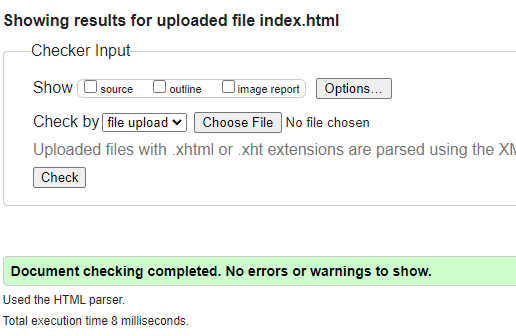 Showing results for uploaded file index.html
Checker Input
Show source outline image report Options...
Check by file upload Choose File No file chosen
Uploaded files with .xhtml or .xht extensions are parsed using the
Check
Document checking completed. No errors or warnings to show.
Used the HTML parser.
Total execution time 8 milliseconds.